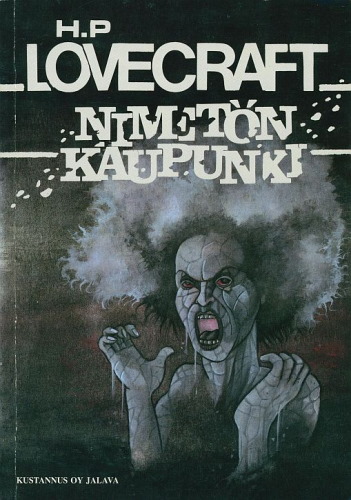 H.P
LOVECRAFT
NIMETÖN
KAUPUNKI
KUSTANNUS OY JALAVA